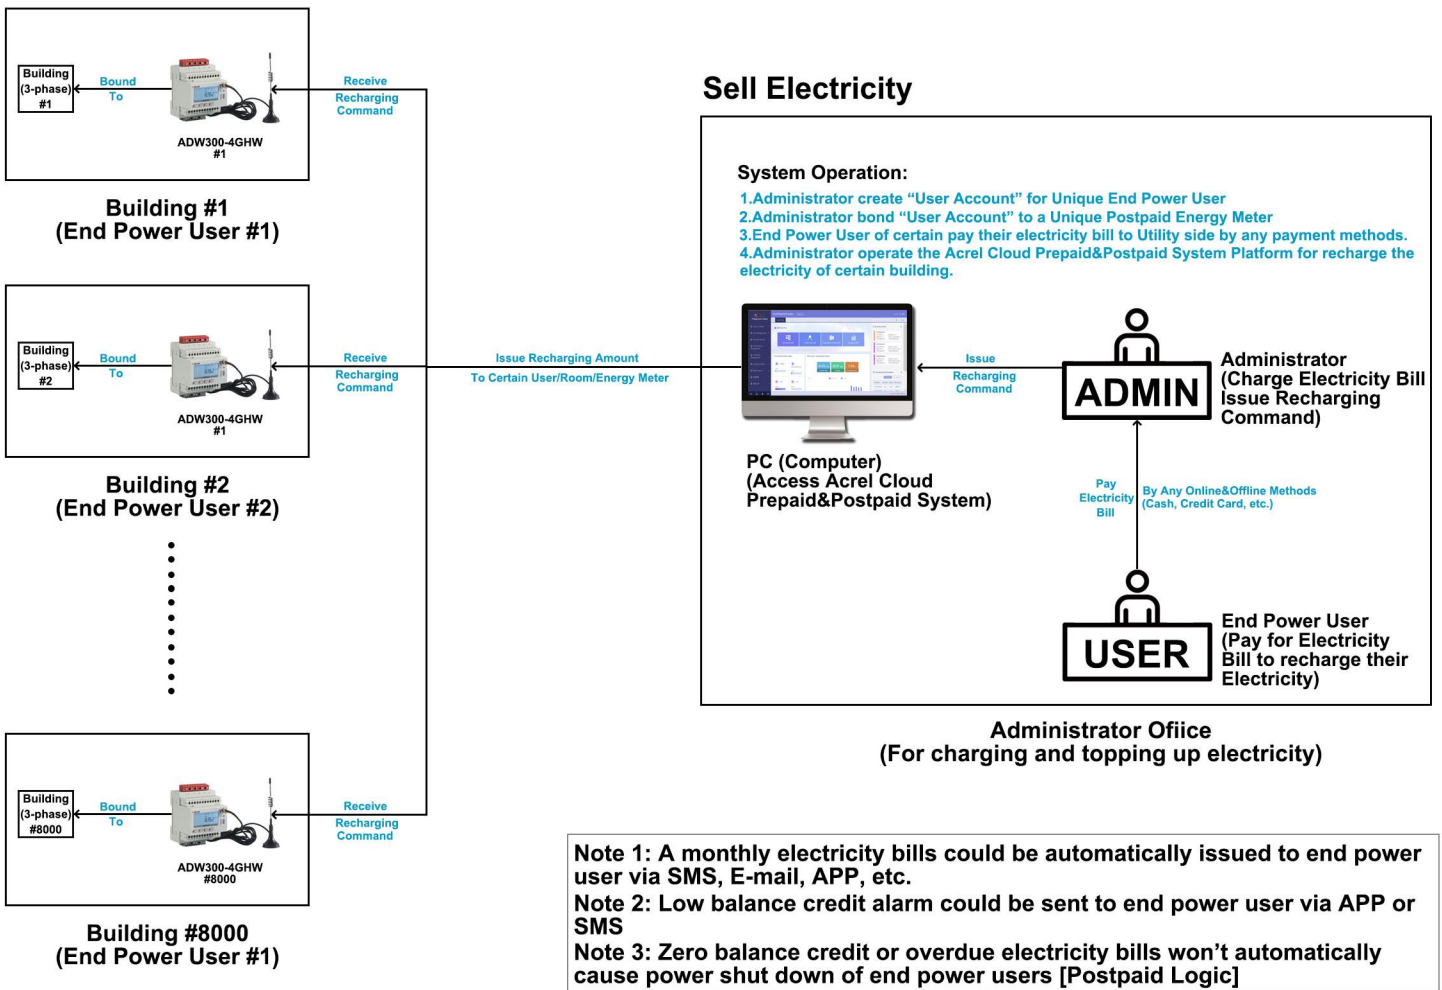 Building
(3-phase)
#1
Bound
To
ADW300-4GHW
#1
Receive
Recharging
Command
Building #1
(End Power User #1)
Building
(3-phase)
#2
Bound
To
ADW300-4GHW
#1
Receive
Recharging
Command
Building #2
(End Power User #2)
Building
(3-phase)
#8000
Bound
To
ADW300-4GHW
#8000
Receive
Recharging
Command
Building #8000
(End Power User #1)
Issue Recharging Amount
To Certain User/Room/Energy Meter
Sell Electricity
System Operation:
1.Administrator create “User Account” for Unique End Power User
2.Administrator bond “User Account” to a Unique Postpaid Energy Meter
3.End Power User of certain pay their electricity bill to Utility side by any payment methods.
4.Administrator operate the Acrel Cloud Prepaid&Postpaid System Platform for recharge the
electricity of certain building.
PC (Computer)
(Access Acrel Cloud
Prepaid&Postpaid System)
Issue
Recharging
Command
ADMIN
Administrator
(Charge Electricity Bill
Issue Recharging
Command)
Pay
Electricity
Bill
By Any Online&Offline Methods
(Cash, Credit Card, etc.)
USER
End Power User
(Pay for Electricity
Bill to recharge their
Electricity)
Administrator Ofiice
(For charging and topping up electricity)
Note 1: A monthly electricity bills could be automatically issued to end power
user via SMS, E-mail, APP, etc.
Note 2: Low balance credit alarm could be sent to end power user via APP or
SMS
Note 3: Zero balance credit or overdue electricity bills won’t automatically
cause power shut down of end power users [Postpaid Logic]